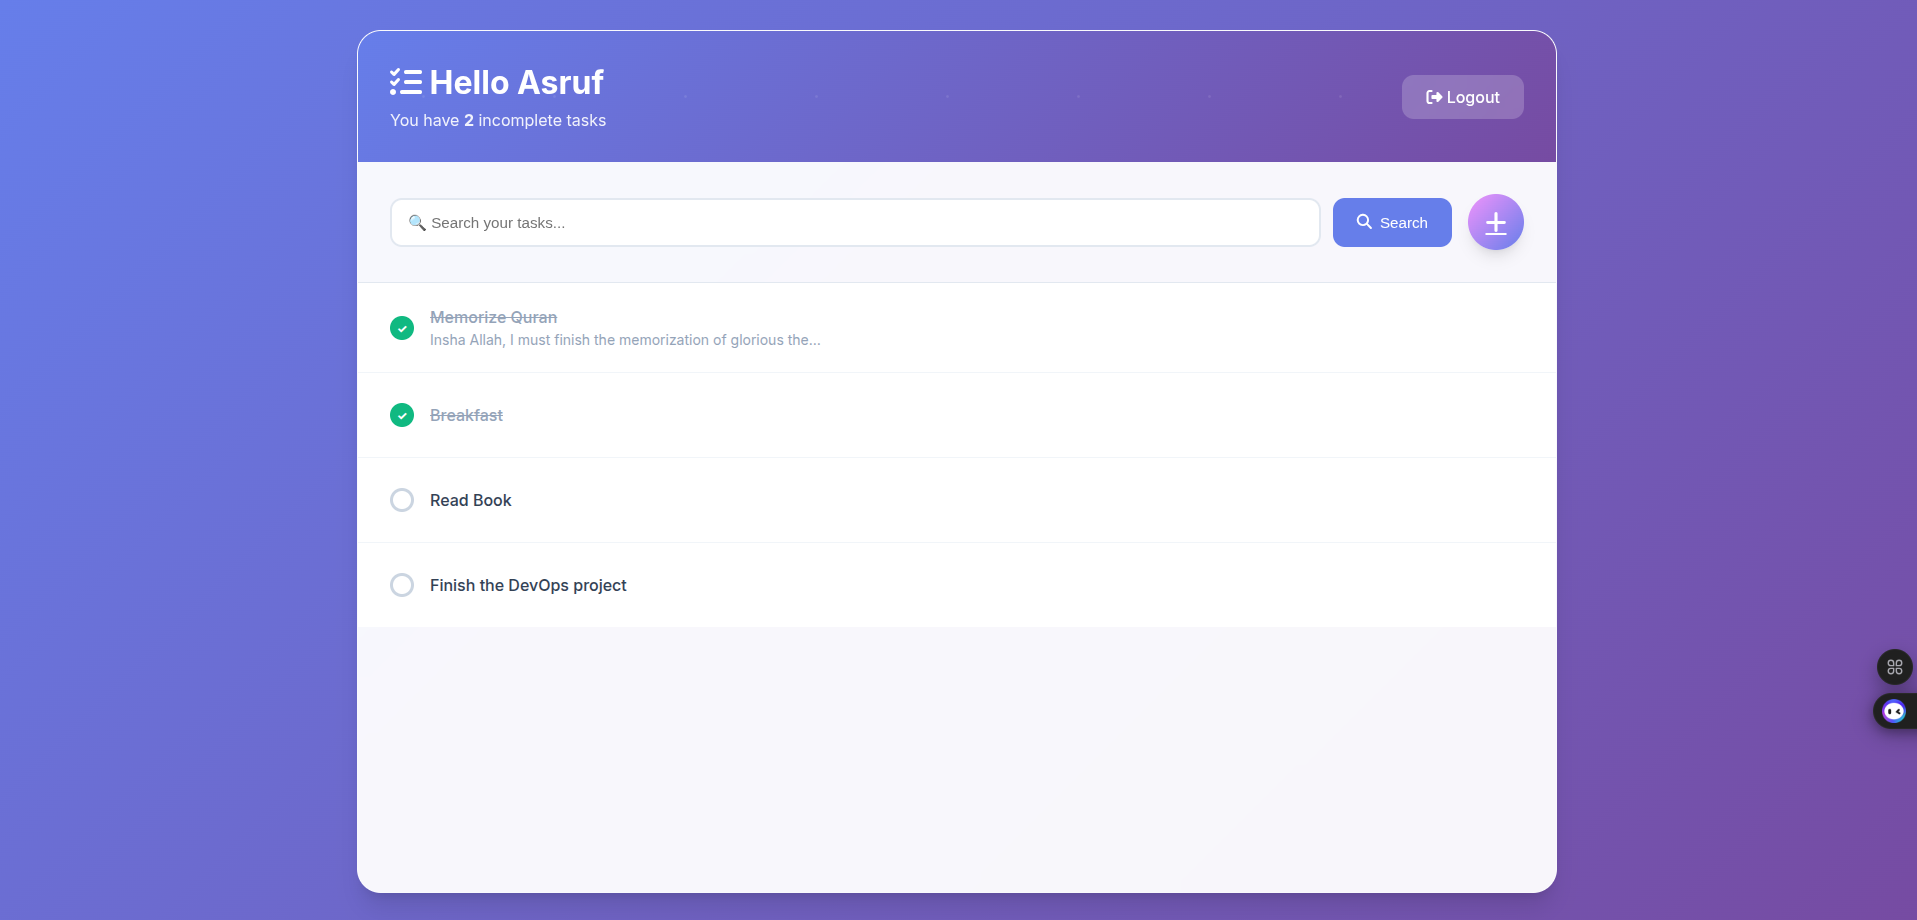 Hello Asruf
You have 2 incomplete tasks
Logout
🔍 Search your tasks...
Search
Memorize Quran
Insha Allah, I must finish the memorization of glorious the...
Breakfast
Read Book
Finish the DevOps project